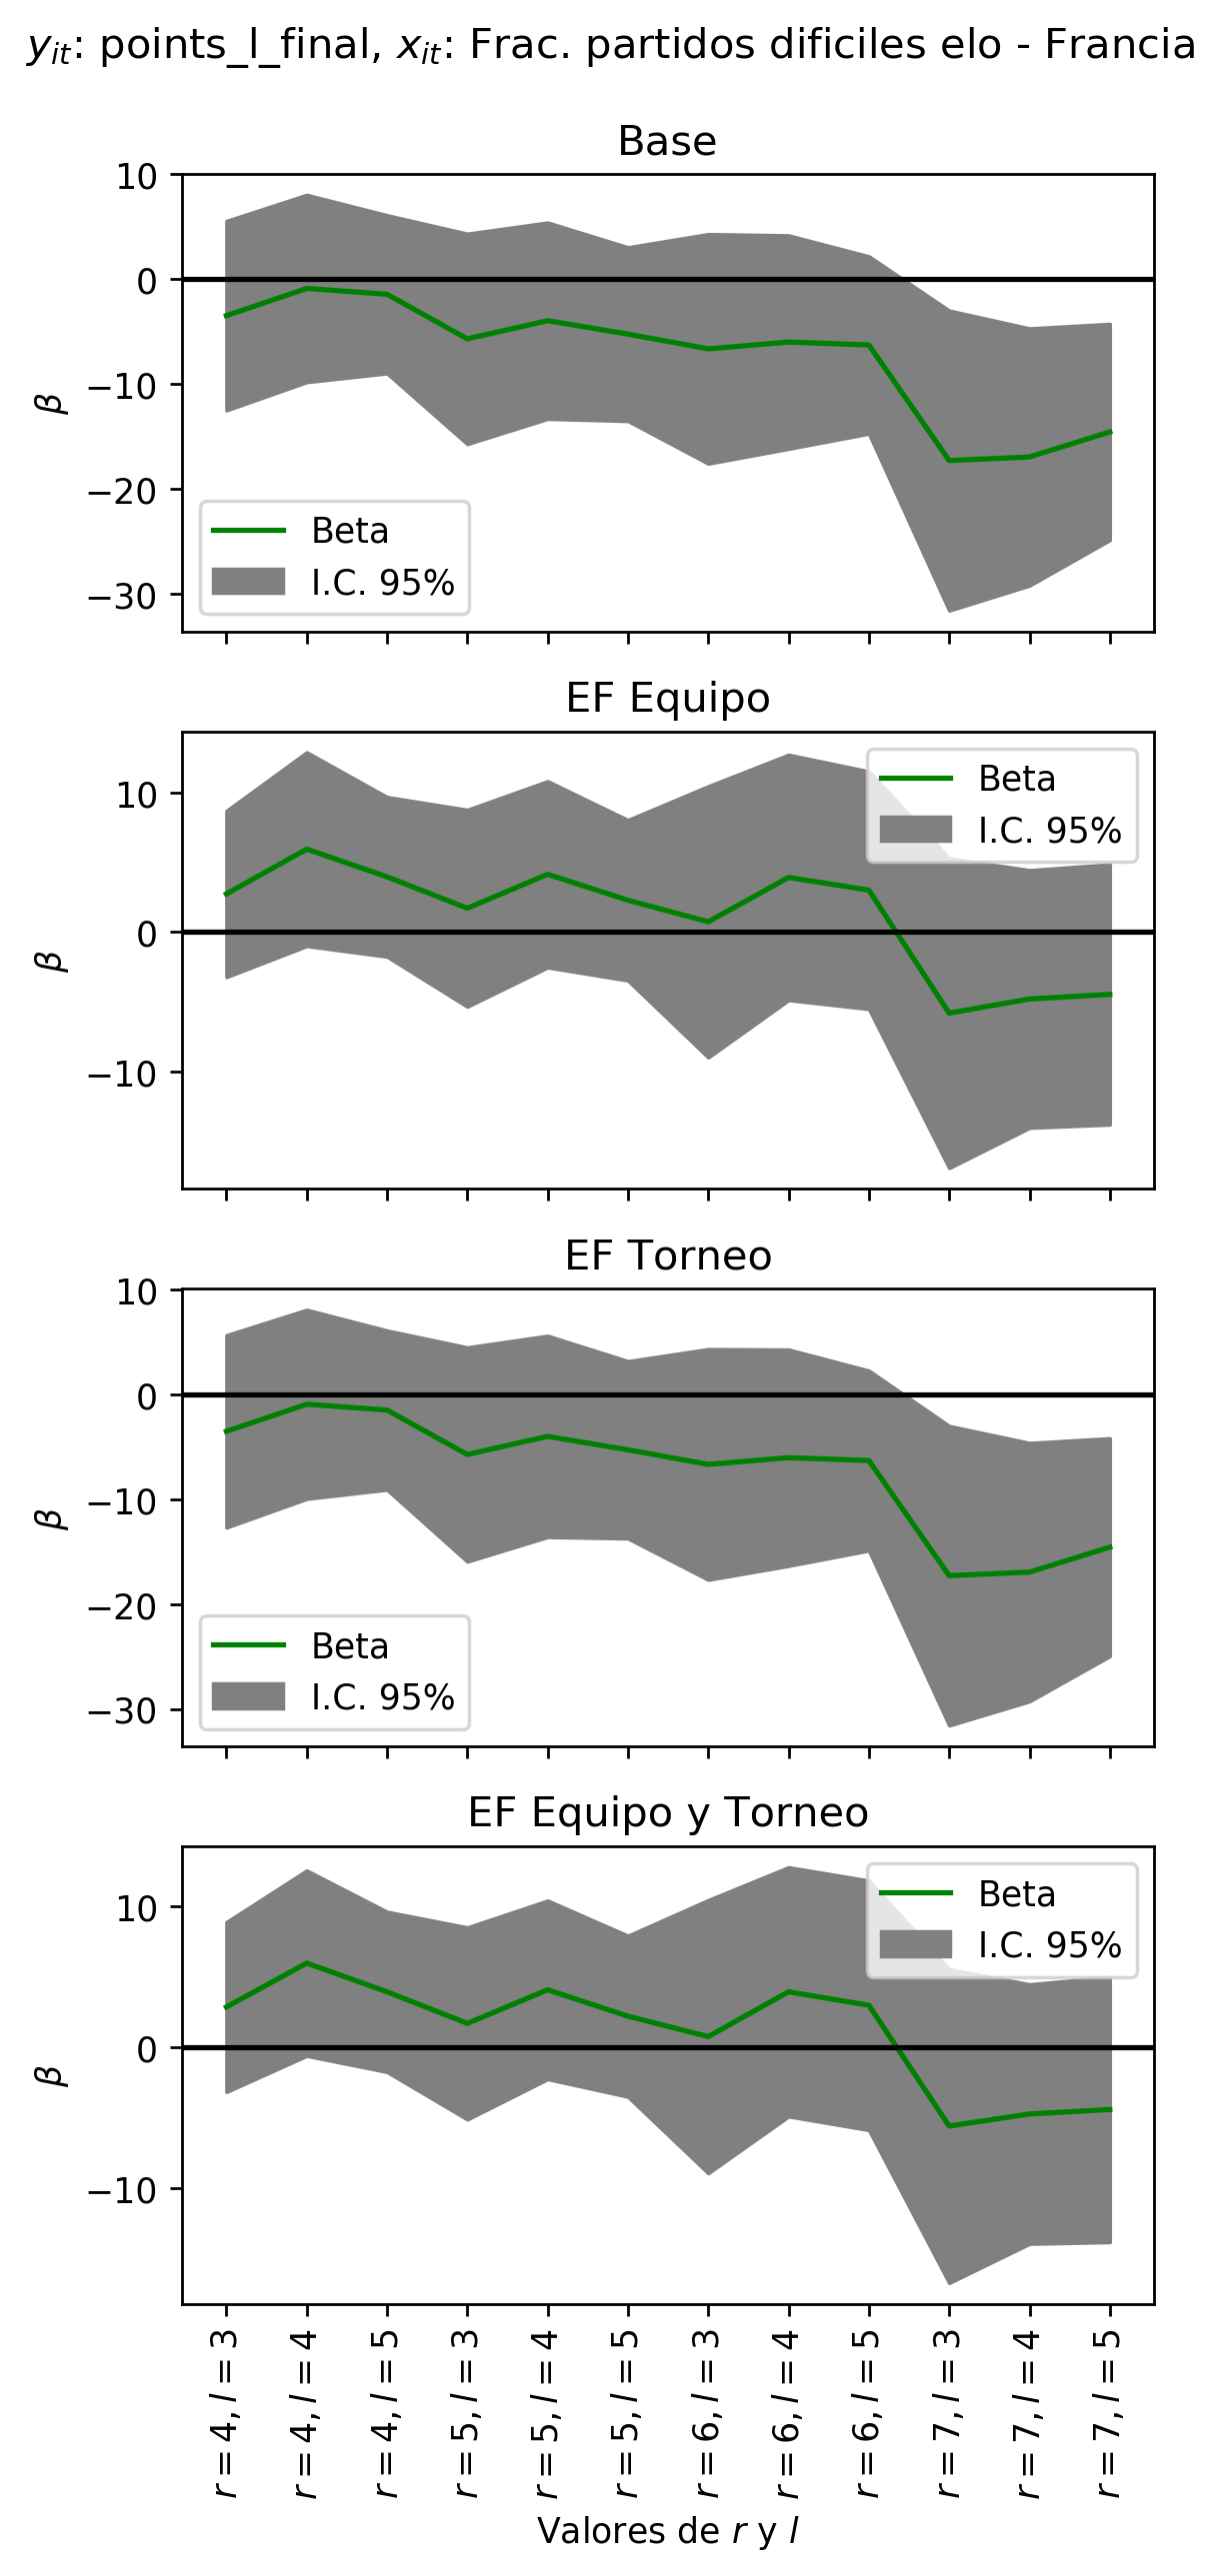 y_it: points_l_final, x_it: Frac. partidos dificiles elo - Francia
Base
10
0
−10
−20
−30
β
Beta
I.C. 95%
EF Equipo
10
0
−10
β
Beta
I.C. 95%
EF Torneo
10
0
−10
−20
−30
β
Beta
I.C. 95%
EF Equipo y Torneo
10
0
−10
β
Beta
I.C. 95%
r = 4, l = 3
r = 4, l = 4
r = 4, l = 5
r = 5, l = 3
r = 5, l = 4
r = 5, l = 5
r = 6, l = 3
r = 6, l = 4
r = 6, l = 5
r = 7, l = 3
r = 7, l = 4
r = 7, l = 5
Valores de r y l